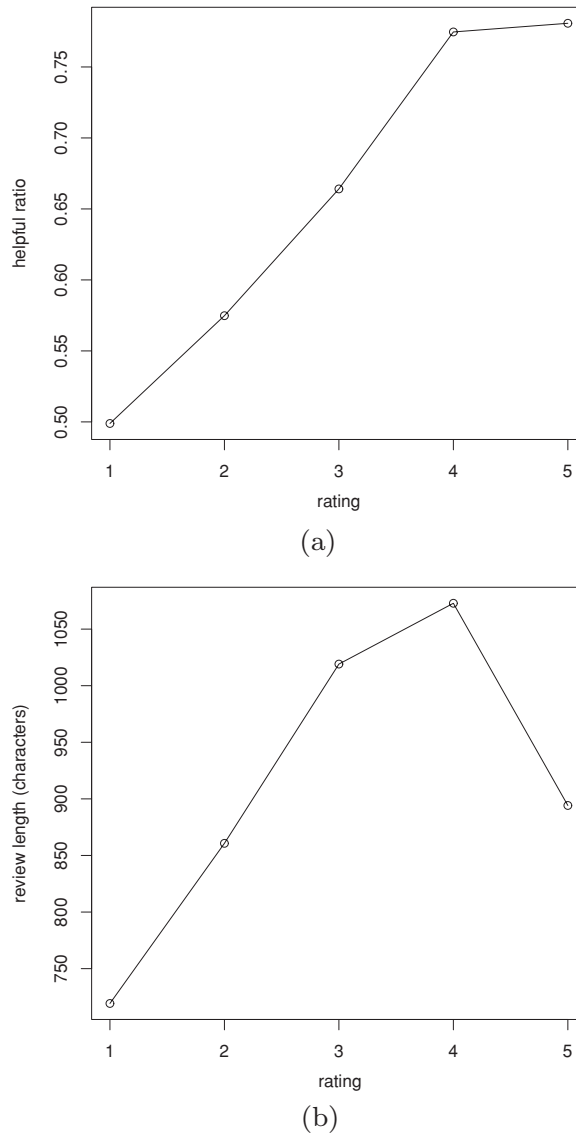 0.75
0.70
0.65
0.60
0.55
0.50
helpful ratio
1 2 3 4 5
rating
(a)
1050
1000
950
900
850
800
750
review length (characters)
1 2 3 4 5
rating
(b)